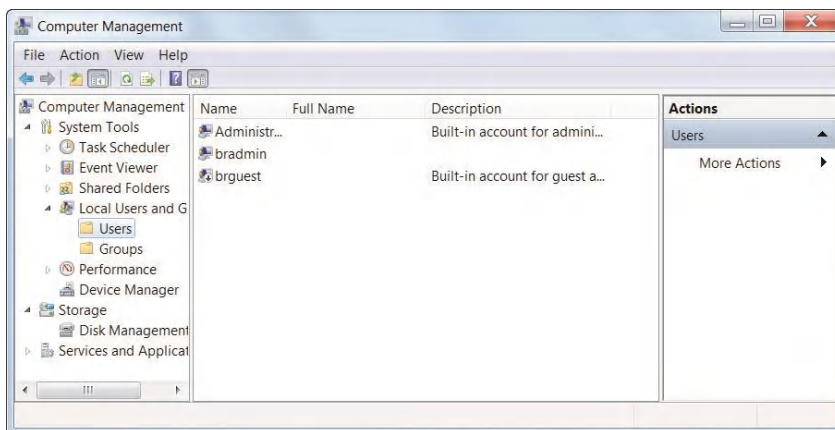 Computer Management
File Action View Help
Computer Management
System Tools
Task Scheduler
Event Viewer
Shared Folders
Local Users and G
Users
Groups
Performance
Device Manager
Storage
Disk Management
Services and Applicat
Name Full Name Description
Administr... Built-in account for admini...
bradmin
brguest Built-in account for guest a...
Actions
Users
More Actions